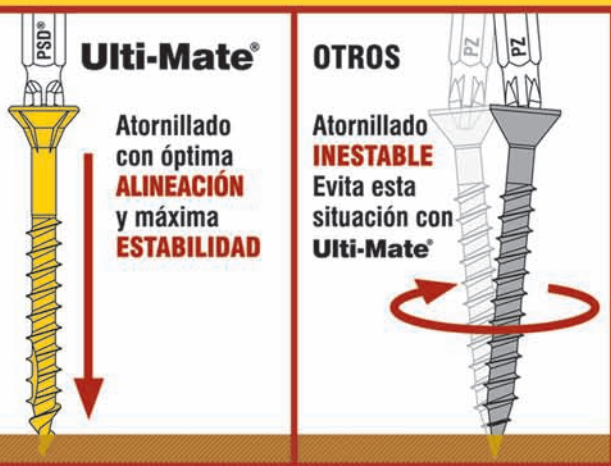 PSD®
Ulti-Mate®
Atornillado
con óptima
ALINEACIÓN
y máxima
ESTABILIDAD
OTROS
PZ
PZ
Atornillado
INESTABLE
Evita esta
situación con
Ulti-Mate®